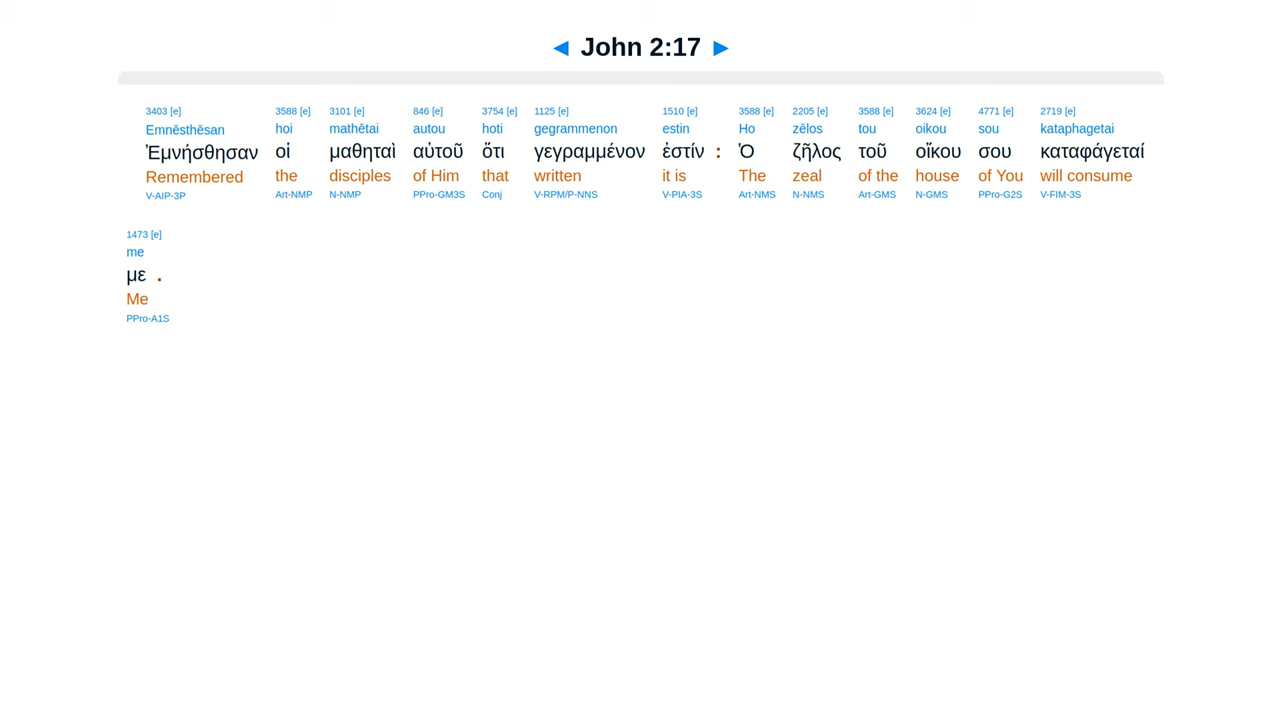 ◄ John 2:17 ►
3403 [e] 3588 [e] 3101 [e] 846 [e] 3754 [e] 1125 [e] 1510 [e] 3588 [e] 2205 [e] 3588 [e] 3624 [e] 4771 [e] 2719 [e]
Emnēsthēsan hoi mathētai autou hoti gegrammenon estin Ho zēlos tou oikou sou kataphagetai
Ἐμνήσθησαν οἱ μαθηταὶ αὐτοῦ ὅτι γεγραμμένον ἐστίν : Ὁ ζῆλος τοῦ οἴκου σου καταφάγεταί
Remembered the disciples of Him that written it is The zeal of the house of You will consume
V-AIP-3P Art-NMP N-NMP PPro-GM3S Conj V-RPM/P-NNS V-PIA-3S Art-NMS N-NMS Art-GMS N-GMS PPro-G2S V-FIM-3S
1473 [e]
me
με .
Me
PPro-A1S